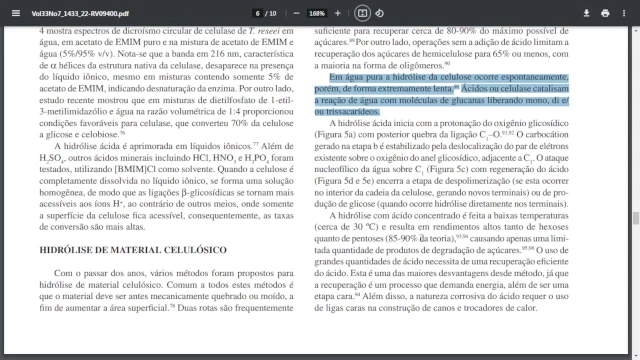 Vol33No7_1433_22-RV09400.pdf
6 / 10
168%
4 mostra espectros de dicroísmo circular de celulase de T. reseei em
água, em acetato de EMIM puro e na mistura de acetato de EMIM e
água (5%/95% v/v). Nota-se que a banda em 216 nm, característica
de α hélices da estrutura nativa da celulase, desaparece na presença
do líquido iônico, mesmo em misturas contendo somente 5% de
acetato de EMIM, indicando desnaturação da enzima. Por outro lado,
estudo recente mostrou que em misturas de dietilfosfato de 1-etil-
3-metilimidazólio e água na razão volumétrica de 1:4 proporcionou
condições favoráveis para celulase, que converteu 70% da celulose
a glicose e celobiose.76
A hidrólise ácida é aprimorada em líquidos iônicos.77 Além de
H2SO4, outros ácidos minerais incluindo HCl, HNO3 e H3PO4 foram
testados, utilizando [BMIM]Cl como solvente. Quando a celulose é
completamente dissolvida no líquido iônico, se forma uma solução
homogênea, de modo que as ligações β-glicosídicas se tornam mais
acessíveis aos íons H+, ao contrário de outros meios, onde somente
a superfície da celulose fica acessível, consequentemente, as taxas
de conversão são mais altas.
HIDRÓLISE DE MATERIAL CELULÓSICO
Com o passar dos anos, vários métodos foram propostos para
hidrólise de material celulósico. Comum a todos estes métodos é
que o material deve ser antes mecanicamente quebrado ou moído, a
fim de aumentar a área superficial.78 Duas rotas são frequentemente
suficiente para recuperar cerca de 80-90% do máximo possível de
açúcares.89 Por outro lado, operações sem a adição de ácido limitam a
recuperação de açúcares de hemicelulose para 65% ou menos, com
a maioria na forma de oligômeros.90
Em água pura a hidrólise da celulose ocorre espontaneamente,
porém, de forma extremamente lenta. Ácidos ou celulase catalisam
a reação de água com moléculas de glucanas liberando mono, di e/
ou trissacarídeos.
A hidrólise ácida inicia com a protonação do oxigênio glicosídico
(Figura 5a) com posterior quebra da ligação C1-O.91,92 O carbocátion
gerado na etapa b é estabilizado pela deslocalização do par de elétrons
existente sobre o oxigênio do anel glicosídico, adjacente a C1. O ataque
nucleofílico da água sobre C1 (Figura 5c) com regeneração do ácido
(Figura 5d e 5e) encerra a etapa de despolimerização (se esta ocorrer
no interior da cadeia da celulose, gerando novos terminais) ou de pro-
dução de glicose (quando ocorre hidrólise diretamente nos terminais).
A hidrólise com ácido concentrado é feita a baixas temperaturas
(cerca de 30 ºC) e resulta em rendimentos altos tanto de hexoses
quanto de pentoses (85-90% da teoria),93,94 causando apenas uma limi-
tada quantidade de produtos de degradação de açúcares.95,96 O uso de
grandes quantidades de ácido necessita de uma recuperação eficiente
do ácido. Esta é uma das maiores desvantagens desse método, já que
a recuperação é um processo que demanda energia, além de ser uma
etapa cara.94 Além disso, a natureza corrosiva do ácido requer o uso
de ligas caras na construção de canos e trocadores de calor.